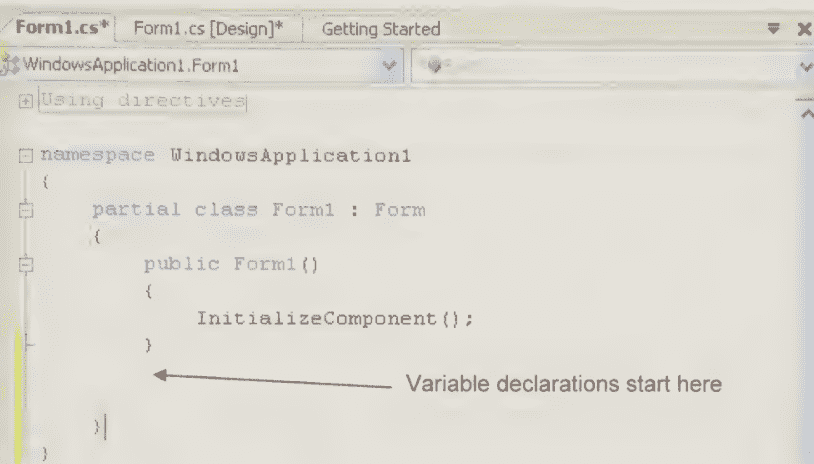 Form1.cs* Form1.cs [Design]* Getting Started
WindowsApplication1.Form1
Using directives
namespace WindowsApplication1
{
partial class Form1 : Form
{
public Form1()
{
InitializeComponent();
}
Variable declarations start here
}
}